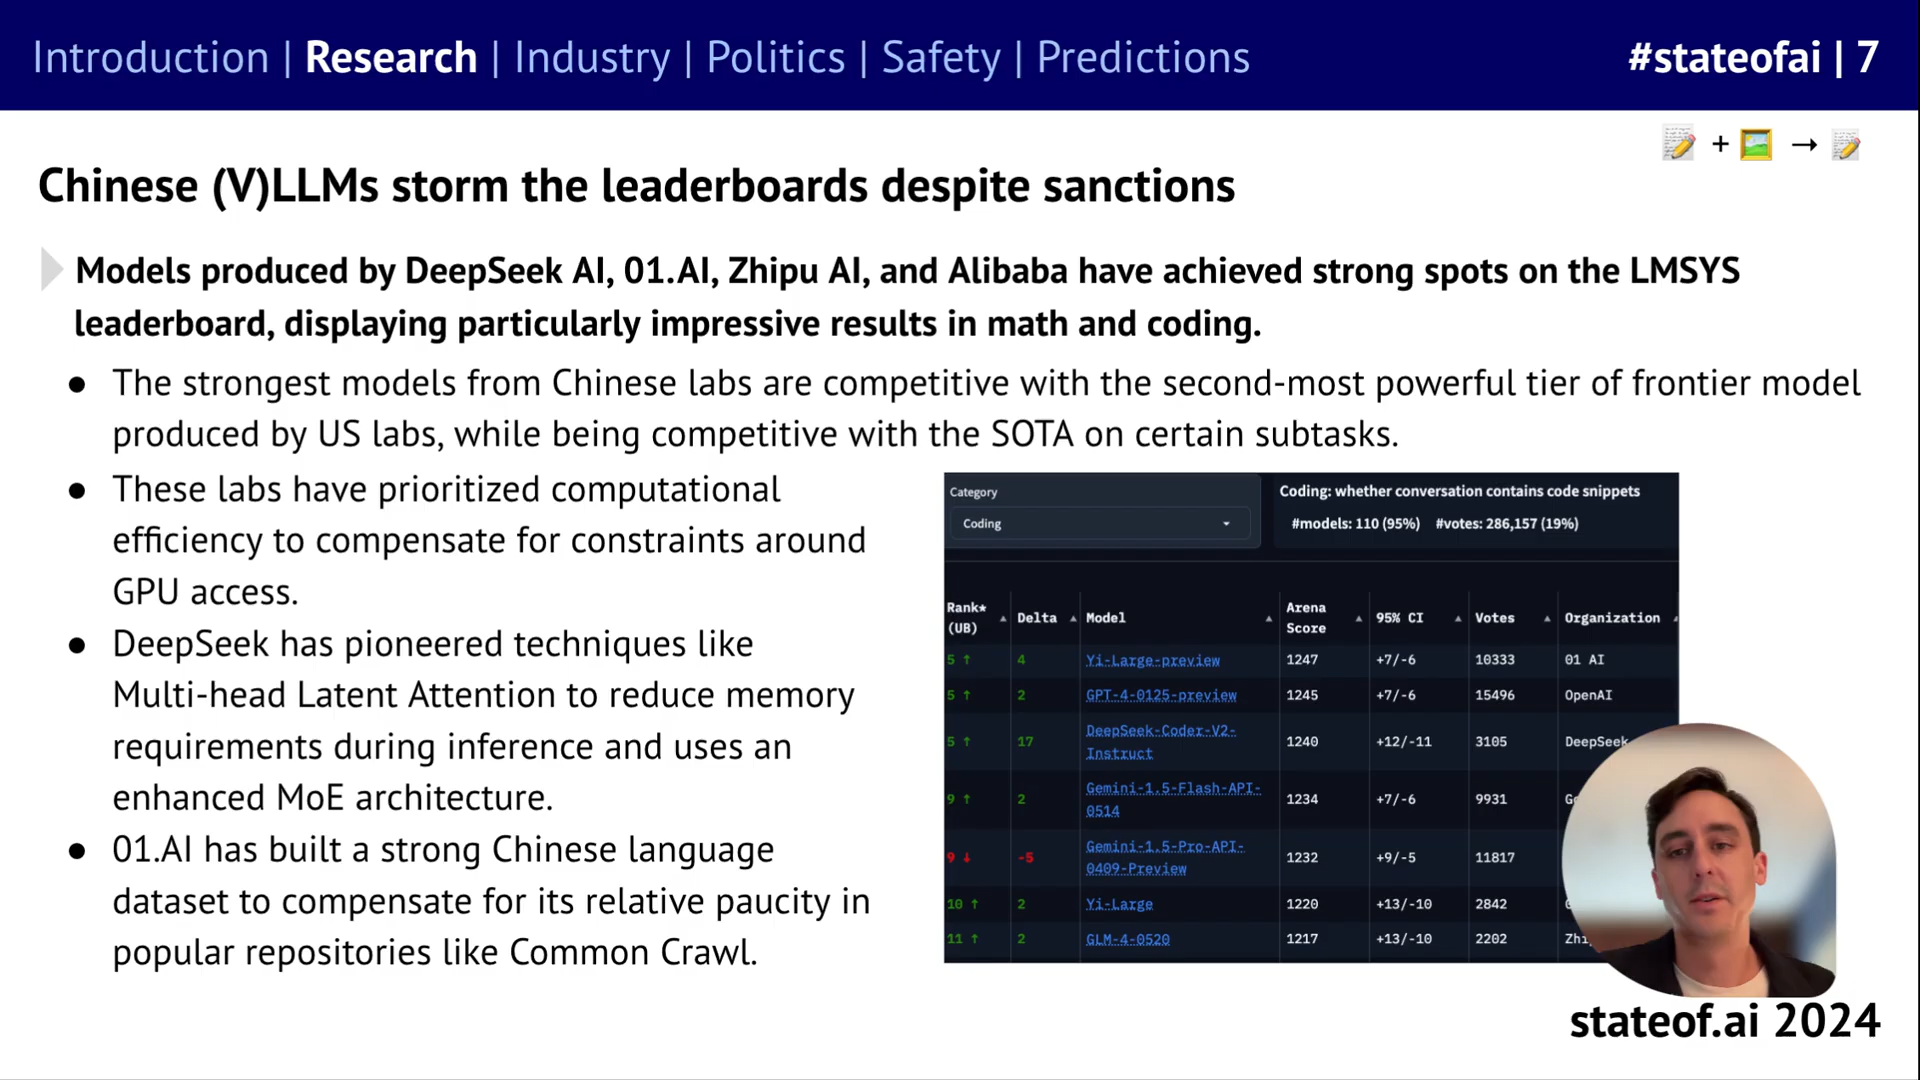 Introduction | Research | Industry | Politics | Safety | Predictions
#stateofai | 7
Chinese (V)LLMs storm the leaderboards despite sanctions
Models produced by DeepSeek AI, 01.AI, Zhipu AI, and Alibaba have achieved strong spots on the LMSYS
leaderboard, displaying particularly impressive results in math and coding.
● The strongest models from Chinese labs are competitive with the second-most powerful tier of frontier model
produced by US labs, while being competitive with the SOTA on certain subtasks.
● These labs have prioritized computational
efficiency to compensate for constraints around
GPU access.
● DeepSeek has pioneered techniques like
Multi-head Latent Attention to reduce memory
requirements during inference and uses an
enhanced MoE architecture.
● 01.AI has built a strong Chinese language
dataset to compensate for its relative paucity in
popular repositories like Common Crawl.
Category
Coding
Coding: whether conversation contains code snippets
#models: 110 (95%) #votes: 286,157 (19%)
Rank* (UB) Delta Model Arena Score 95% CI Votes Organization
5 ↑ 4 Yi-Large-preview 1247 +7/-6 10333 01 AI
5 ↑ 2 GPT-4-0125-preview 1245 +7/-6 15496 OpenAI
5 ↑ 17 DeepSeek-Coder-V2-Instruct 1240 +12/-11 3105 DeepSeek
9 ↑ 2 Gemini-1.5-Flash-API-0514 1234 +7/-6 9931
9 ↓ -5 Gemini-1.5-Pro-API-0409-Preview 1232 +9/-5 11817
10 ↑ 2 Yi-Large 1220 +13/-10 2842
11 ↑ 2 GLM-4-0520 1217 +13/-10 2202
stateof.ai 2024